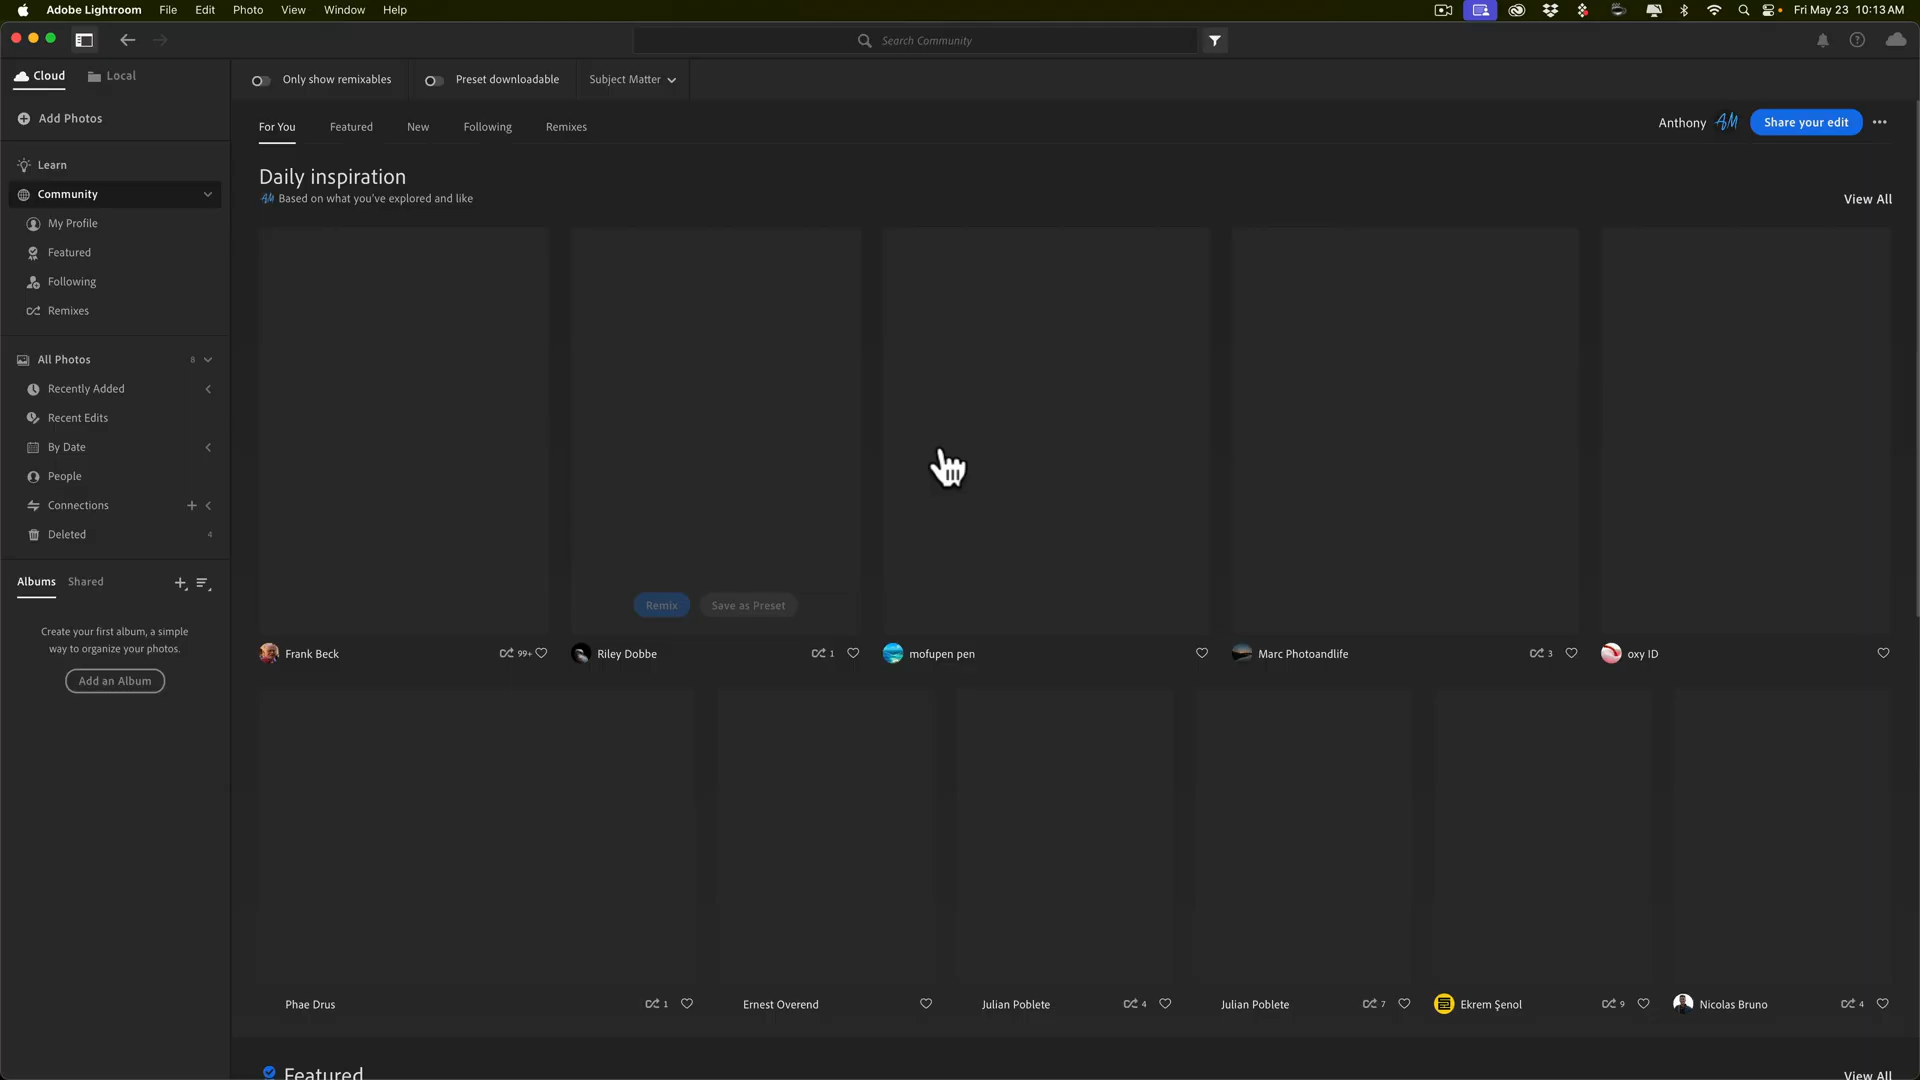 Adobe Lightroom File Edit Photo View Window Help Fri May 23 10:13 AM
Search Community
Cloud Local
Only show remixables Preset downloadable Subject Matter
Add Photos
For You Featured New Following Remixes
Anthony AM Share your edit
Learn
Community
My Profile
Featured
Following
Remixes
Daily inspiration
AM Based on what you've explored and like
View All
All Photos 8
Recently Added
Recent Edits
By Date
People
Connections
Deleted 4
Albums Shared
Create your first album, a simple
way to organize your photos.
Add an Album
Remix Save as Preset
Frank Beck 99+ Riley Dobbe 1 mofupen pen Marc Photoandlife 3 oxy ID
Phae Drus 1 Ernest Overend Julian Poblete 4 Julian Poblete 7 Ekrem Şenol 9 Nicolas Bruno 4
Featured View All